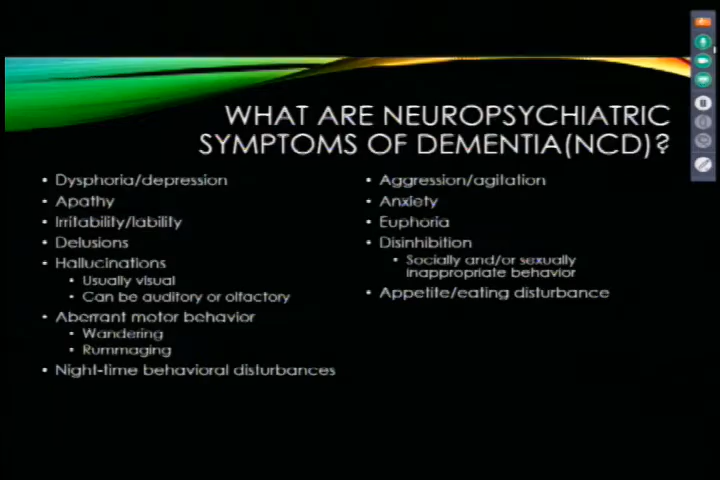 WHAT ARE NEUROPSYCHIATRIC
SYMPTOMS OF DEMENTIA(NCD)?
• Dysphoria/depression
• Apathy
• Irritability/lability
• Delusions
• Hallucinations
• Usually visual
• Can be auditory or olfactory
• Aberrant motor behavior
• Wandering
• Rummaging
• Night-time behavioral disturbances
• Aggression/agitation
• Anxiety
• Euphoria
• Disinhibition
• Socially and/or sexually
inappropriate behavior
• Appetite/eating disturbance